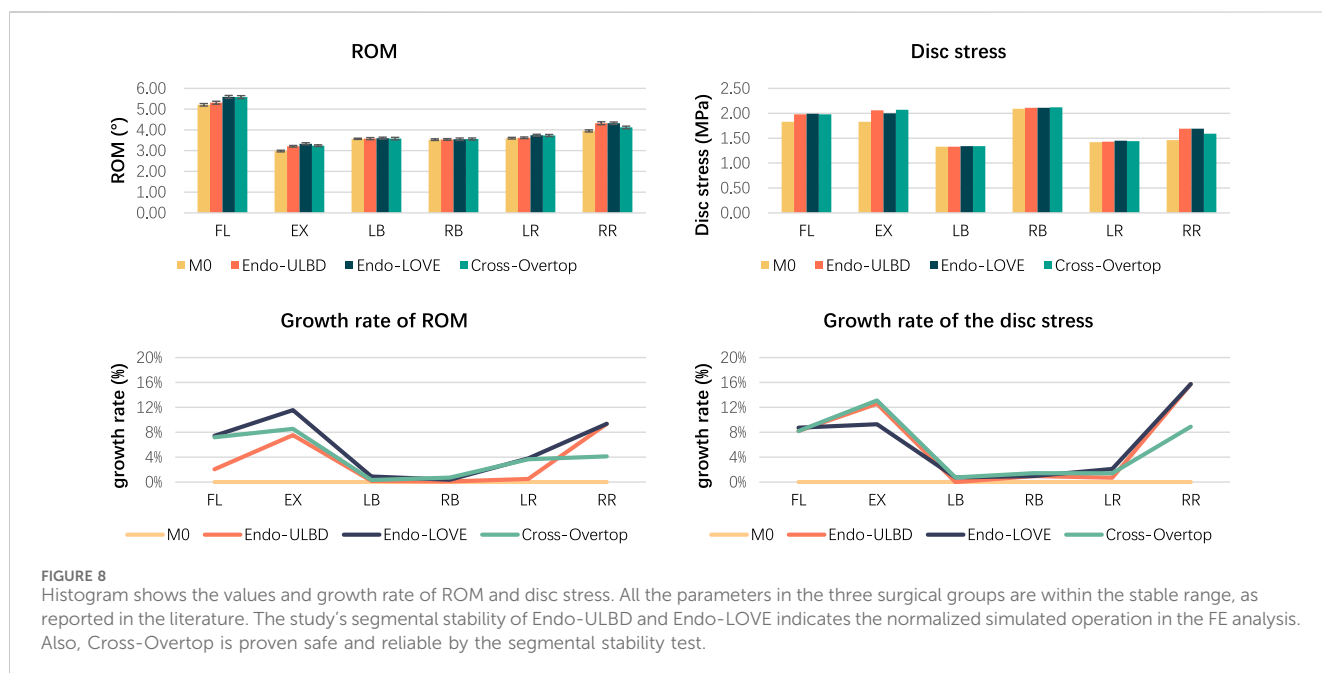 ROM
ROM (°)
6.00
5.00
4.00
3.00
2.00
1.00
0.00
FL EX LB RB LR RR
M0 Endo-ULBD Endo-LOVE Cross-Overtop
Disc stress
Disc stress (MPa)
2.50
2.00
1.50
1.00
0.50
0.00
FL EX LB RB LR RR
M0 Endo-ULBD Endo-LOVE Cross-Overtop
Growth rate of ROM
growth rate (%)
20%
16%
12%
8%
4%
0%
FL EX LB RB LR RR
M0 Endo-ULBD Endo-LOVE Cross-Overtop
Growth rate of the disc stress
growth rate (%)
20%
16%
12%
8%
4%
0%
FL EX LB RB LR RR
M0 Endo-ULBD Endo-LOVE Cross-Overtop
FIGURE 8
Histogram shows the values and growth rate of ROM and disc stress. All the parameters in the three surgical groups are within the stable range, as
reported in the literature. The study's segmental stability of Endo-ULBD and Endo-LOVE indicates the normalized simulated operation in the FE analysis.
Also, Cross-Overtop is proven safe and reliable by the segmental stability test.